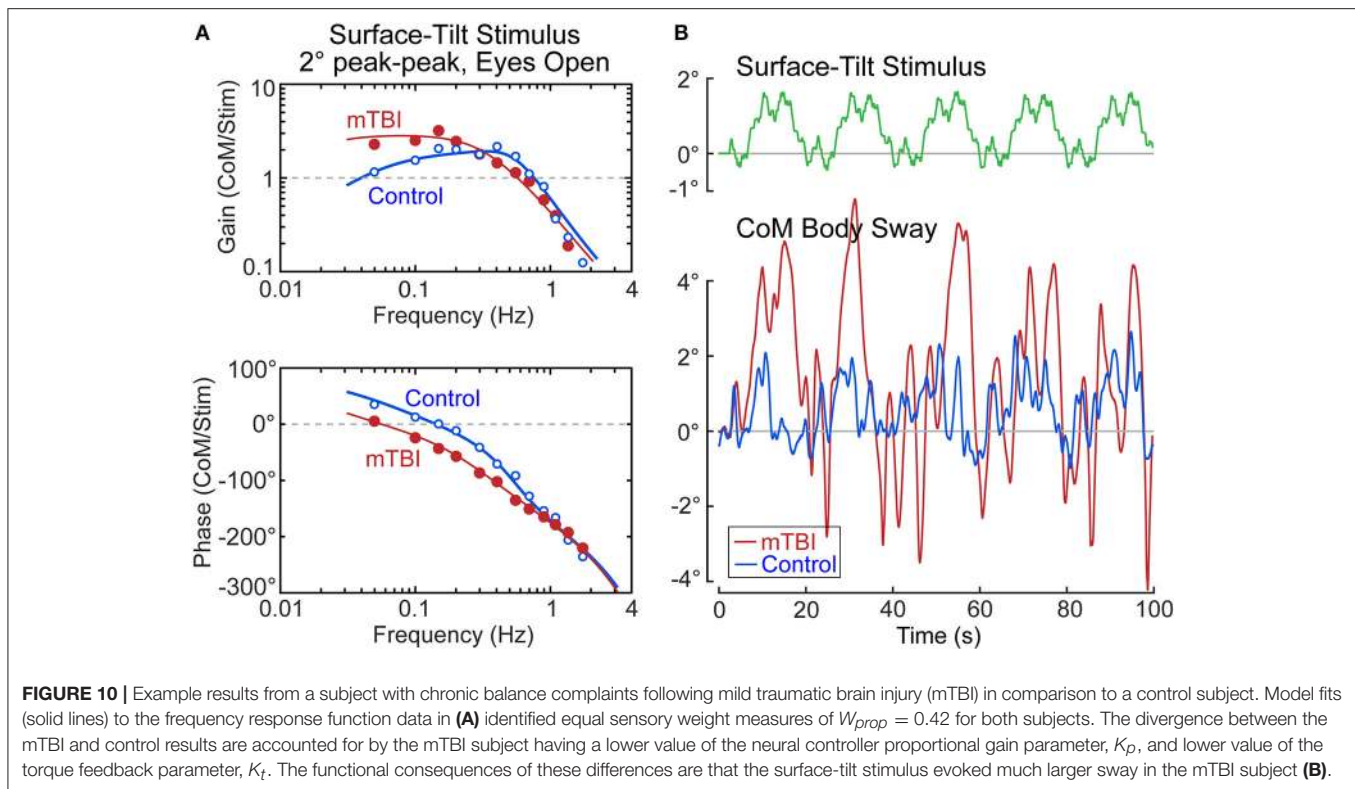 A
Surface-Tilt Stimulus
2° peak-peak, Eyes Open
Gain (CoM/Stim)
10
1
0.1
mTBI
Control
0.01
0.1
1
4
Frequency (Hz)
Phase (CoM/Stim)
100°
0°
-100°
-200°
-300°
Control
mTBI
0.01
0.1
1
4
Frequency (Hz)
B
Surface-Tilt Stimulus
2°
0°
-1°
CoM Body Sway
4°
2°
0°
-2°
-4°
mTBI
Control
0
20
40
60
80
100
Time (s)
FIGURE 10 | Example results from a subject with chronic balance complaints following mild traumatic brain injury (mTBI) in comparison to a control subject. Model fits
(solid lines) to the frequency response function data in (A) identified equal sensory weight measures of Wprop = 0.42 for both subjects. The divergence between the
mTBI and control results are accounted for by the mTBI subject having a lower value of the neural controller proportional gain parameter, Kp, and lower value of the
torque feedback parameter, Kt. The functional consequences of these differences are that the surface-tilt stimulus evoked much larger sway in the mTBI subject (B).